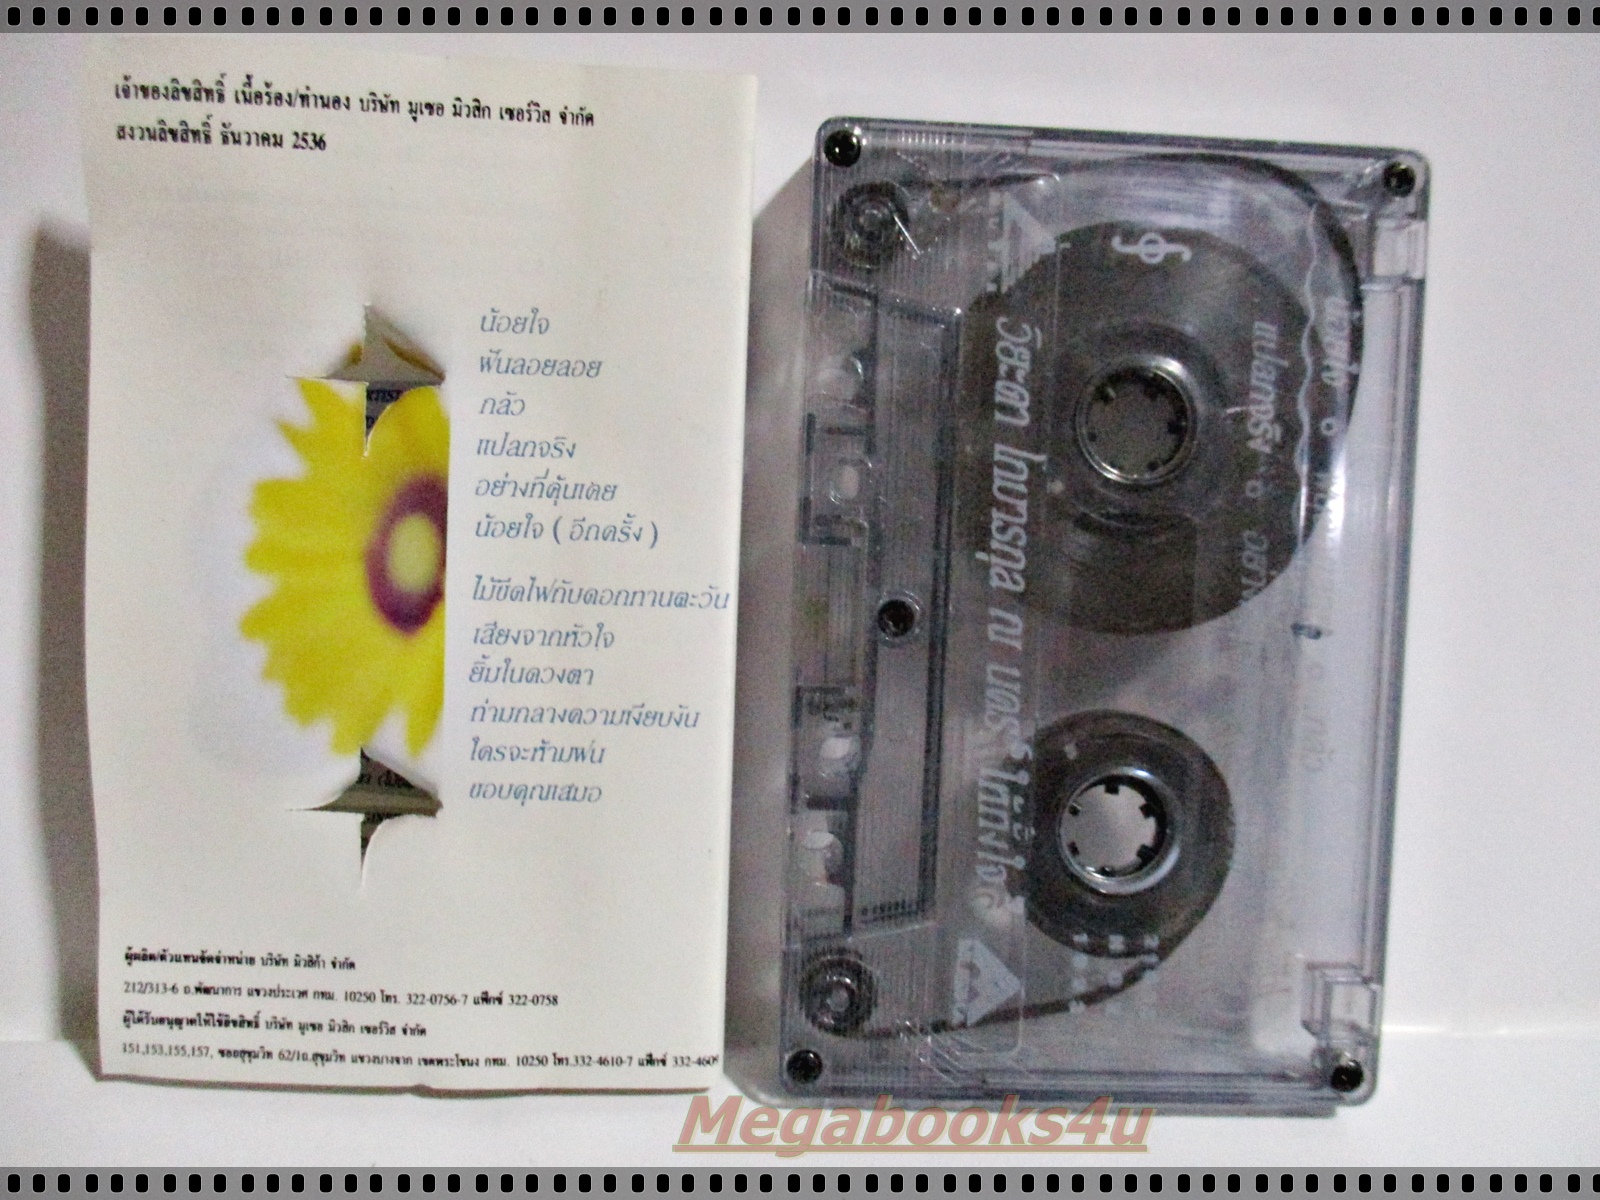 เจ้าของลิขสิทธิ์ เนื้อร้อง/ทำนอง บริษัท มูเซอ มิวสิก เซอร์วิส จำกัด
สงวนลิขสิทธิ์ ธันวาคม 2536
น้อยใจ
ฟันลอยลอย
กลัว
แปลกจริง
อย่างที่คุ้นเคย
น้อยใจ ( อีกครั้ง )
ไม้ขีดไฟกับดอกทานตะวัน
เสียงจากหัวใจ
ยิ้มในดวงตา
ท่ามกลางความเงียบงัน
ใครจะห้ามฝน
ขอบคุณเสมอ
ผู้ผลิต/ตัวแทนจัดจำหน่าย บริษัท มิวสิก้า จำกัด
212/313-6 ถ.พัฒนาการ แขวงประเวศ กทม. 10250 โทร. 322-0756-7 แฟ็กซ์ 322-0758
ผู้ได้รับอนุญาตให้ใช้ลิขสิทธิ์ บริษัท มูเซอ มิวสิก เซอร์วิส จำกัด
151,153,155,157, ซอยสุขุมวิท 62/1ถ.สุขุมวิท แขวงบางจาก เขตพระโขนง กทม. 10250 โทร.332-4610-7 แฟ็กซ์ 332-4609
วิยะดา โกมารกุล ณ นคร
แปลกจริง
Megabooks4u